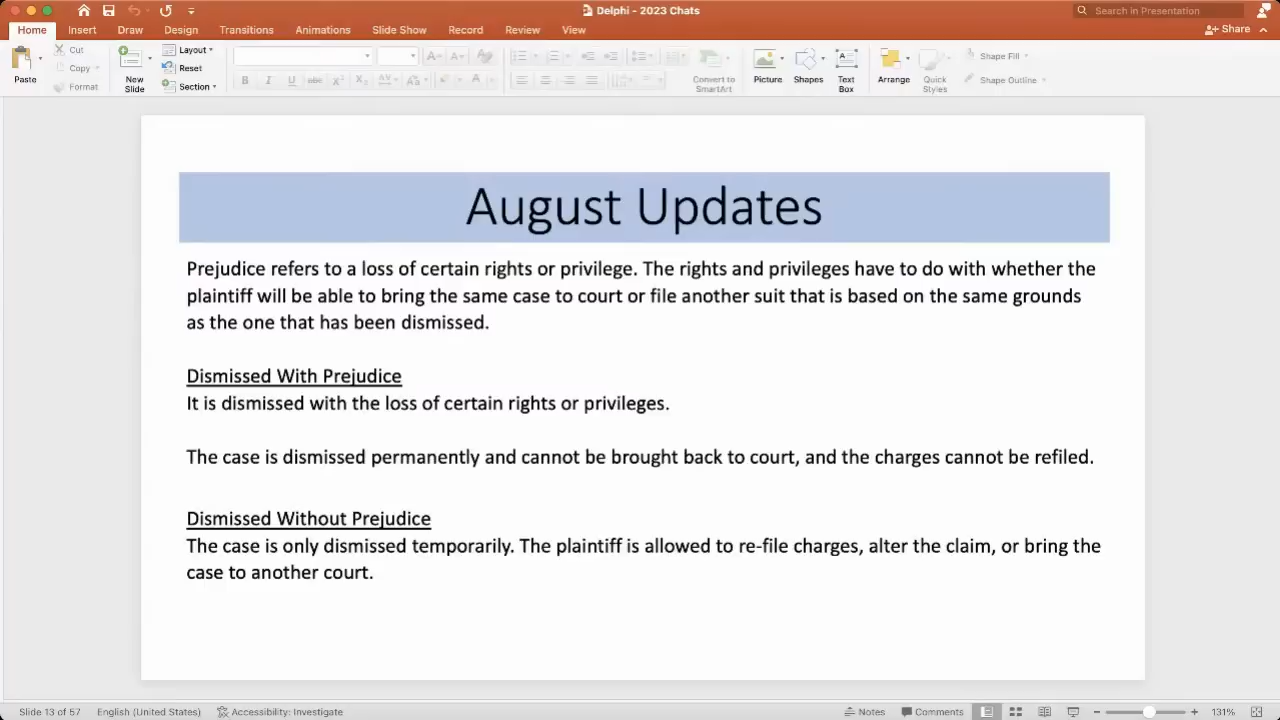 Delphi - 2023 Chats
Search in Presentation
Home Insert Draw Design Transitions Animations Slide Show Record Review View
Share
Paste
Cut
Copy
Format
New Slide
Layout
Reset
Section
B I U abc X² X₂ AV Aa A
Convert to SmartArt
Picture
Shapes
Text Box
Arrange
Quick Styles
Shape Fill
Shape Outline
August Updates
Prejudice refers to a loss of certain rights or privilege. The rights and privileges have to do with whether the
plaintiff will be able to bring the same case to court or file another suit that is based on the same grounds
as the one that has been dismissed.
Dismissed With Prejudice
It is dismissed with the loss of certain rights or privileges.
The case is dismissed permanently and cannot be brought back to court, and the charges cannot be refiled.
Dismissed Without Prejudice
The case is only dismissed temporarily. The plaintiff is allowed to re-file charges, alter the claim, or bring the
case to another court.
Slide 13 of 57 English (United States) Accessibility: Investigate Notes Comments 131%